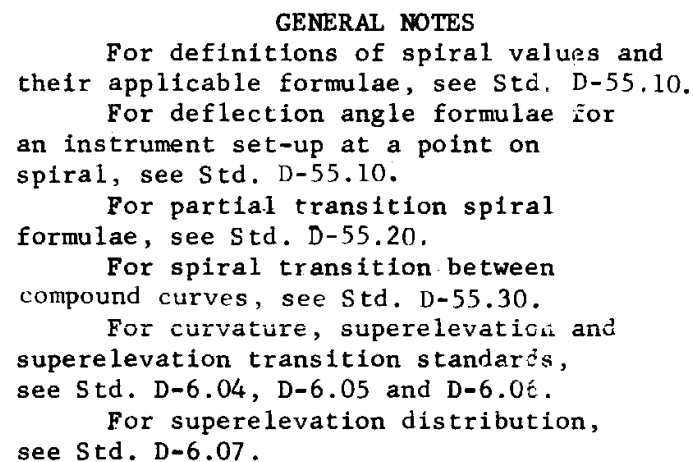 GENERAL NOTES
For definitions of spiral values and
their applicable formulae, see Std. D-55.10.
For deflection angle formulae for
an instrument set-up at a point on
spiral, see Std. D-55.10.
For partial transition spiral
formulae, see Std. D-55.20.
For spiral transition between
compound curves, see Std. D-55.30.
For curvature, superelevation and
superelevation transition standards,
see Std. D-6.04, D-6.05 and D-6.06.
For superelevation distribution,
see Std. D-6.07.